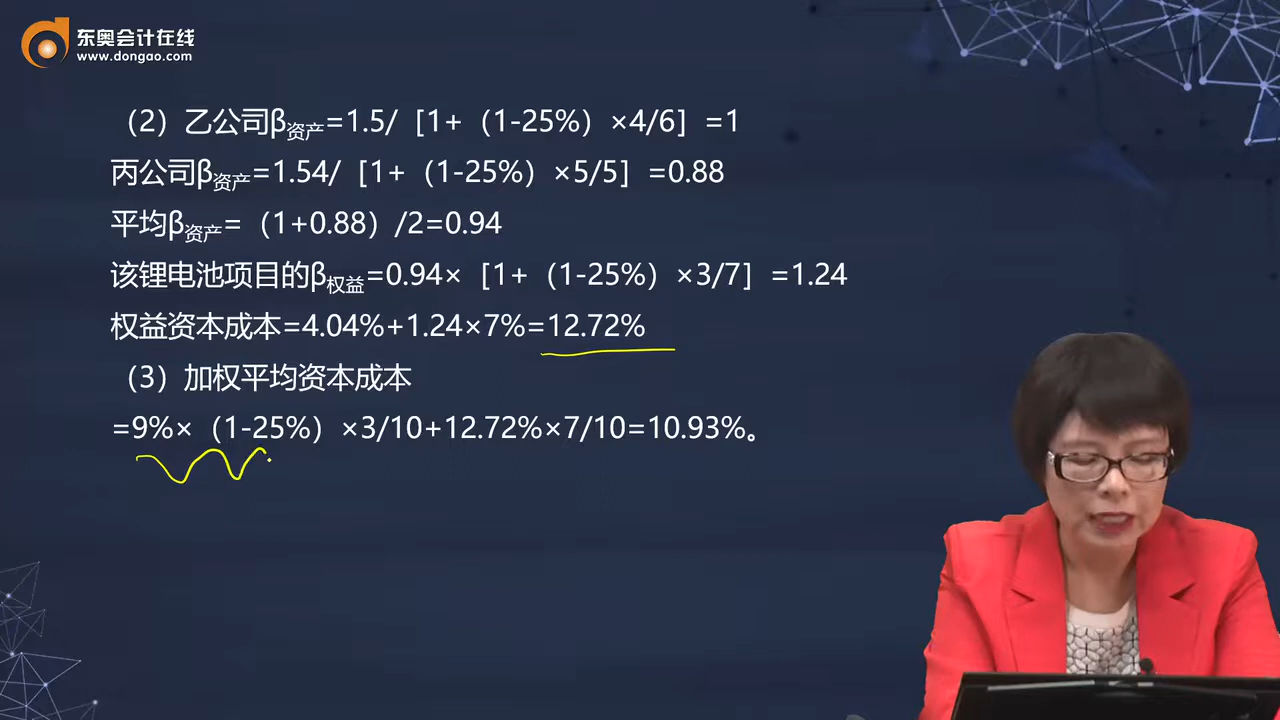 东奥会计在线
www.dongao.com
（2）乙公司β资产=1.5/［1+（1-25%）×4/6］=1
丙公司β资产=1.54/［1+（1-25%）×5/5］=0.88
平均β资产=（1+0.88）/2=0.94
该锂电池项目的β权益=0.94×［1+（1-25%）×3/7］=1.24
权益资本成本=4.04%+1.24×7%=12.72%
（3）加权平均资本成本
=9%×（1-25%）×3/10+12.72%×7/10=10.93%。